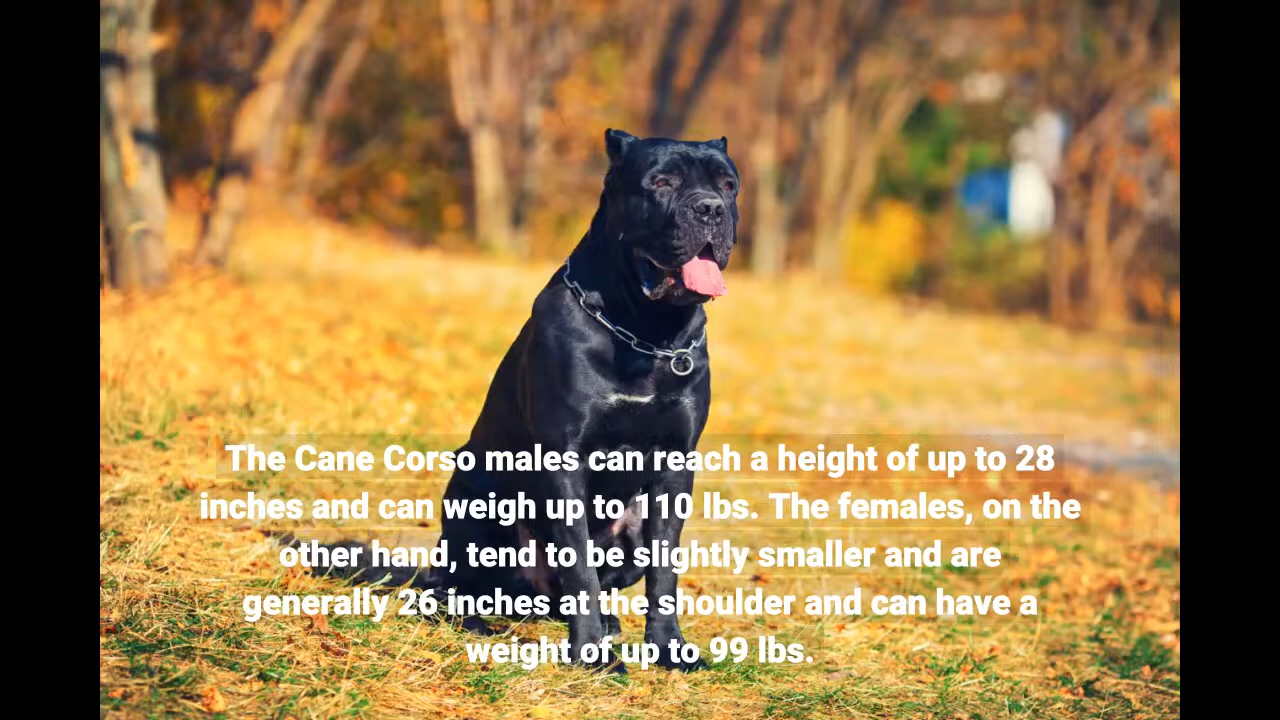 The Cane Corso males can reach a height of up to 28
inches and can weigh up to 110 lbs. The females, on the
other hand, tend to be slightly smaller and are
generally 26 inches at the shoulder and can have a
weight of up to 99 lbs.